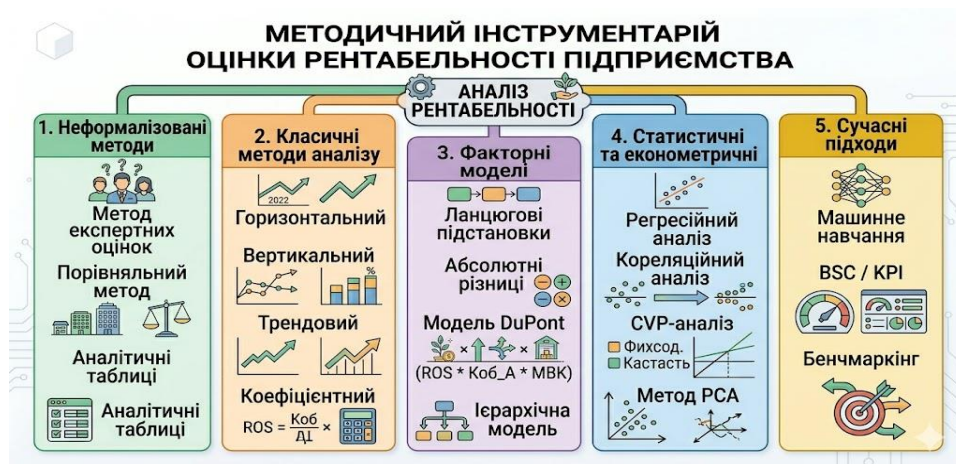 МЕТОДИЧНИЙ ІНСТРУМЕНТАРІЙ
ОЦІНКИ РЕНТАБЕЛЬНОСТІ ПІДПРИЄМСТВА
АНАЛІЗ
РЕНТАБЕЛЬНОСТІ
1. Неформалізовані
методи
? ? ?
Метод
експертних
оцінок
Порівняльний
метод
Аналітичні
таблиці
Аналітичні
таблиці
2. Класичні
методи аналізу
2022
Горизонтальний
Вертикальний
%
Трендовий
Коефіцієнтний
ROS = Коб / ДІ ×
3. Факторні
моделі
Ланцюгові
підстановки
Абсолютні
різниці
Модель DuPont
(ROS * Коб_А * МВК)
Ієрархічна
модель
4. Статистичні
та економетричні
Регресійний
аналіз
Кореляційний
аналіз
CVP-аналіз
Фихсод.
Кастасть
Метод PCA
5. Сучасні
підходи
Машинне
навчання
BSC / KPI
Бенчмаркінг